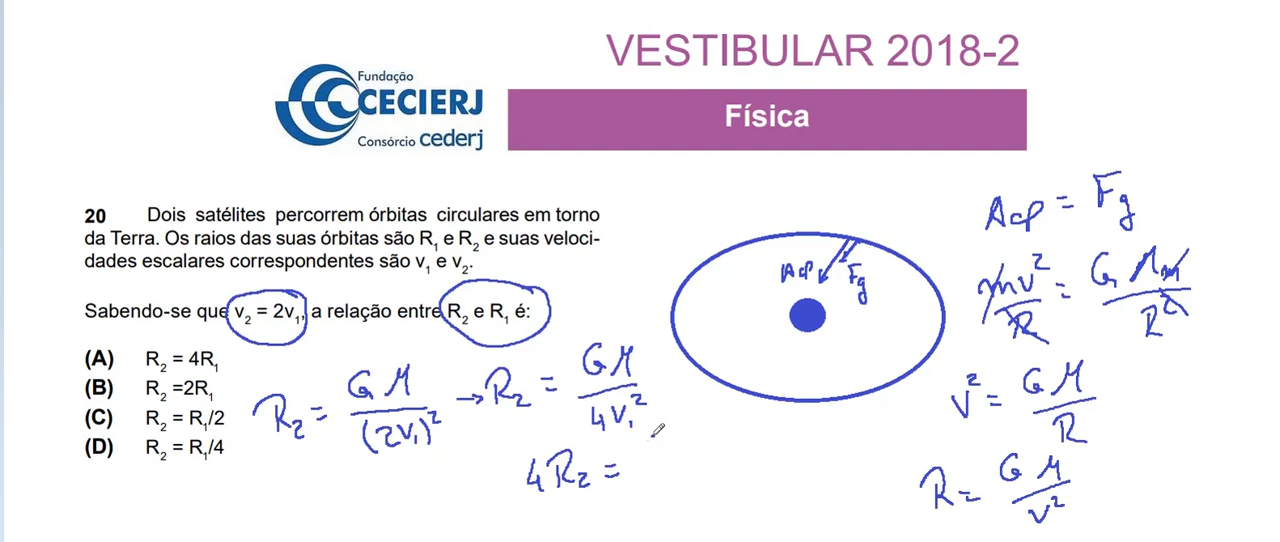 VESTIBULAR 2018-2
Fundação
CECIERJ
Consórcio cederj
Física
20 Dois satélites percorrem órbitas circulares em torno
da Terra. Os raios das suas órbitas são R₁ e R₂ e suas veloci-
dades escalares correspondentes são v₁ e v₂.
Sabendo-se que v₂ = 2v₁, a relação entre R₂ e R₁ é:
(A) R₂ = 4R₁
(B) R₂ =2R₁
(C) R₂ = R₁/2
(D) R₂ = R₁/4
R₂ = GM/(2v₁)² → R₂ = GM/4v₁²
4R₂ =
Acp Fg
Acp = Fg
mv²/R = GMm/R²
v² = GM/R
R = GM/v²